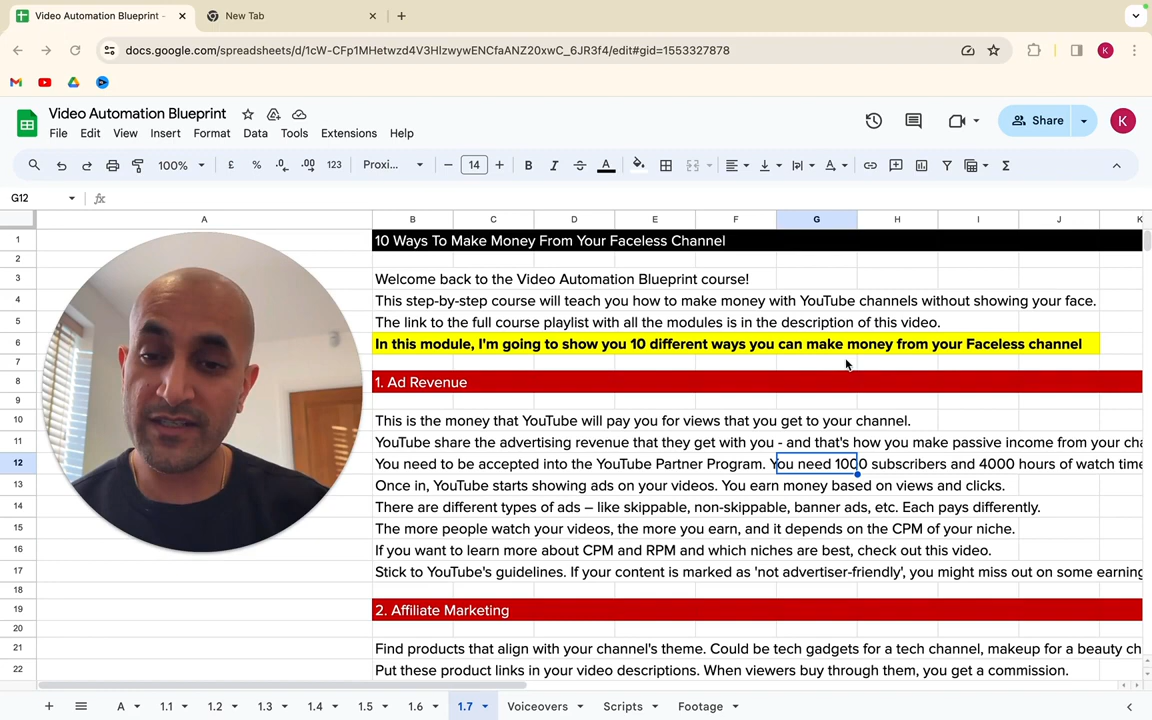 Video Automation Blueprint -
New Tab
docs.google.com/spreadsheets/d/1cW-CFp1MHetwzd4V3HlzwywENCfaANZ20xwC_6JR3f4/edit#gid=1553327878
K
Video Automation Blueprint
File Edit View Insert Format Data Tools Extensions Help
Share
K
100% £ % .0 .00 123 Proxi... 14 B I A
G12 fx
A B C D E F G H I J K
1 10 Ways To Make Money From Your Faceless Channel
2
3 Welcome back to the Video Automation Blueprint course!
4 This step-by-step course will teach you how to make money with YouTube channels without showing your face.
5 The link to the full course playlist with all the modules is in the description of this video.
6 In this module, I'm going to show you 10 different ways you can make money from your Faceless channel
7
8 1. Ad Revenue
9
10 This is the money that YouTube will pay you for views that you get to your channel.
11 YouTube share the advertising revenue that they get with you - and that's how you make passive income from your cha
12 You need to be accepted into the YouTube Partner Program. You need 1000 subscribers and 4000 hours of watch time
13 Once in, YouTube starts showing ads on your videos. You earn money based on views and clicks.
14 There are different types of ads – like skippable, non-skippable, banner ads, etc. Each pays differently.
15 The more people watch your videos, the more you earn, and it depends on the CPM of your niche.
16 If you want to learn more about CPM and RPM and which niches are best, check out this video.
17 Stick to YouTube's guidelines. If your content is marked as 'not advertiser-friendly', you might miss out on some earning
18
19 2. Affiliate Marketing
20
21 Find products that align with your channel's theme. Could be tech gadgets for a tech channel, makeup for a beauty ch
22 Put these product links in your video descriptions. When viewers buy through them, you get a commission.
A 1.1 1.2 1.3 1.4 1.5 1.6 1.7 Voiceovers Scripts Footage